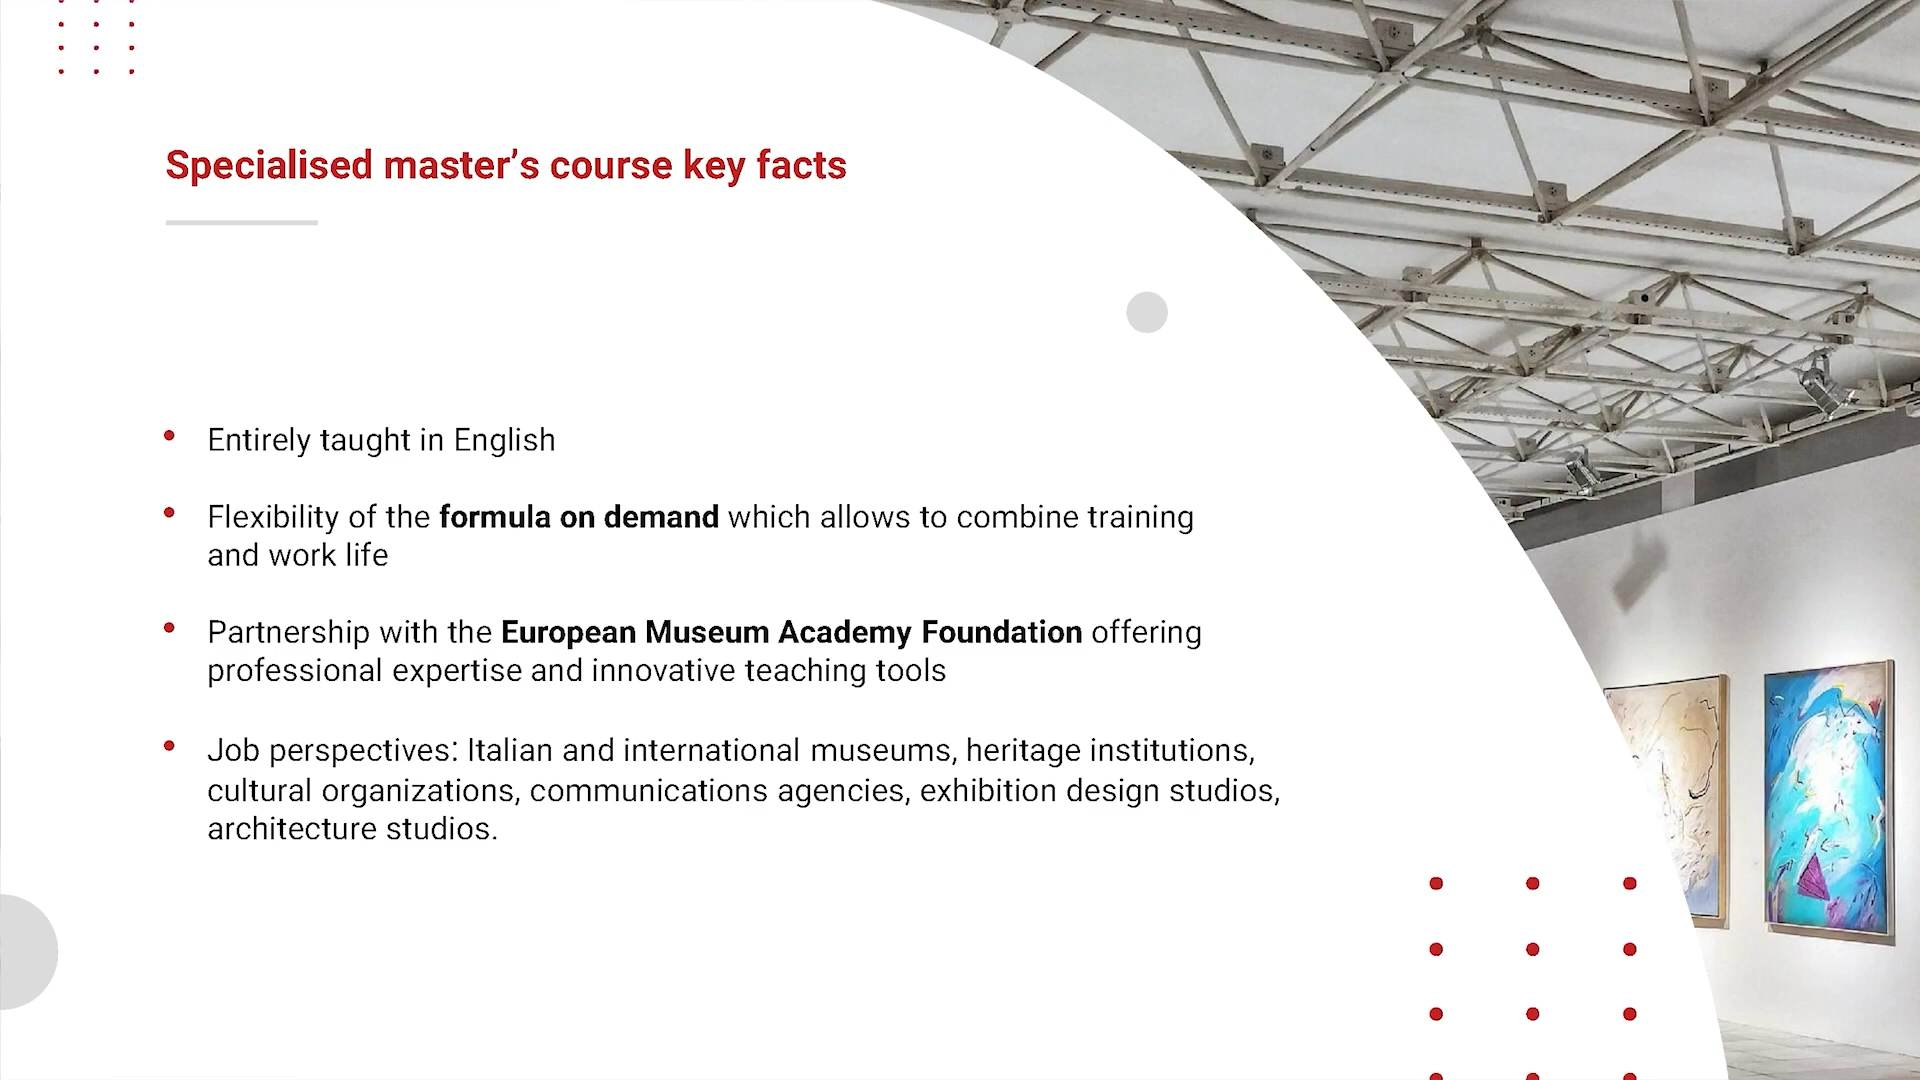 Specialised master’s course key facts
• Entirely taught in English
• Flexibility of the formula on demand which allows to combine training
and work life
• Partnership with the European Museum Academy Foundation offering
professional expertise and innovative teaching tools
• Job perspectives: Italian and international museums, heritage institutions,
cultural organizations, communications agencies, exhibition design studios,
architecture studios.